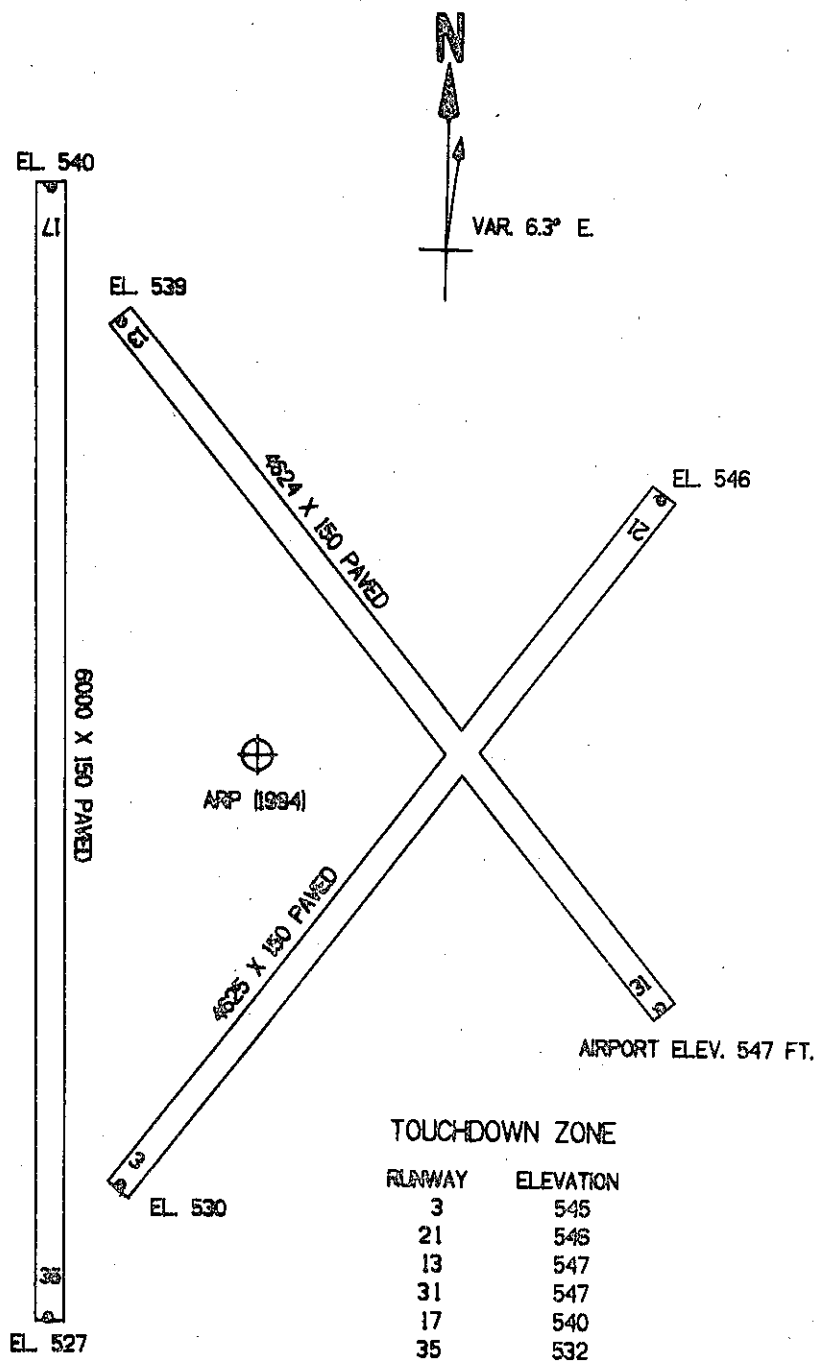 N
VAR. 6.3° E.
EL. 540
17
EL. 539
13
4624 X 150 PAVED
EL. 546
21
6000 X 150 PAVED
ARP (1994)
4625 X 150 PAVED
31
AIRPORT ELEV. 547 FT.
3
EL. 530
35
EL. 527
TOUCHDOWN ZONE
RUNWAY ELEVATION
3 545
21 546
13 547
31 547
17 540
35 532